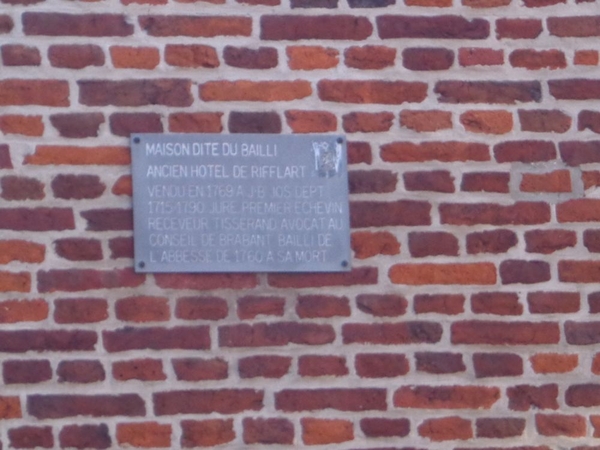 MAISON DITE DU BAILLI
ANCIEN HOTEL DE RIFFLART
VENDU EN 1769 A J-B JOS CEPT
1715-1790 JURE PREMIER ECHEVIN
RECEVEUR TISSERAND AVOCAT AU
CONSEIL DE BRABANT BAILLI DE
L'ABBESSE DE 1760 A SA MORT